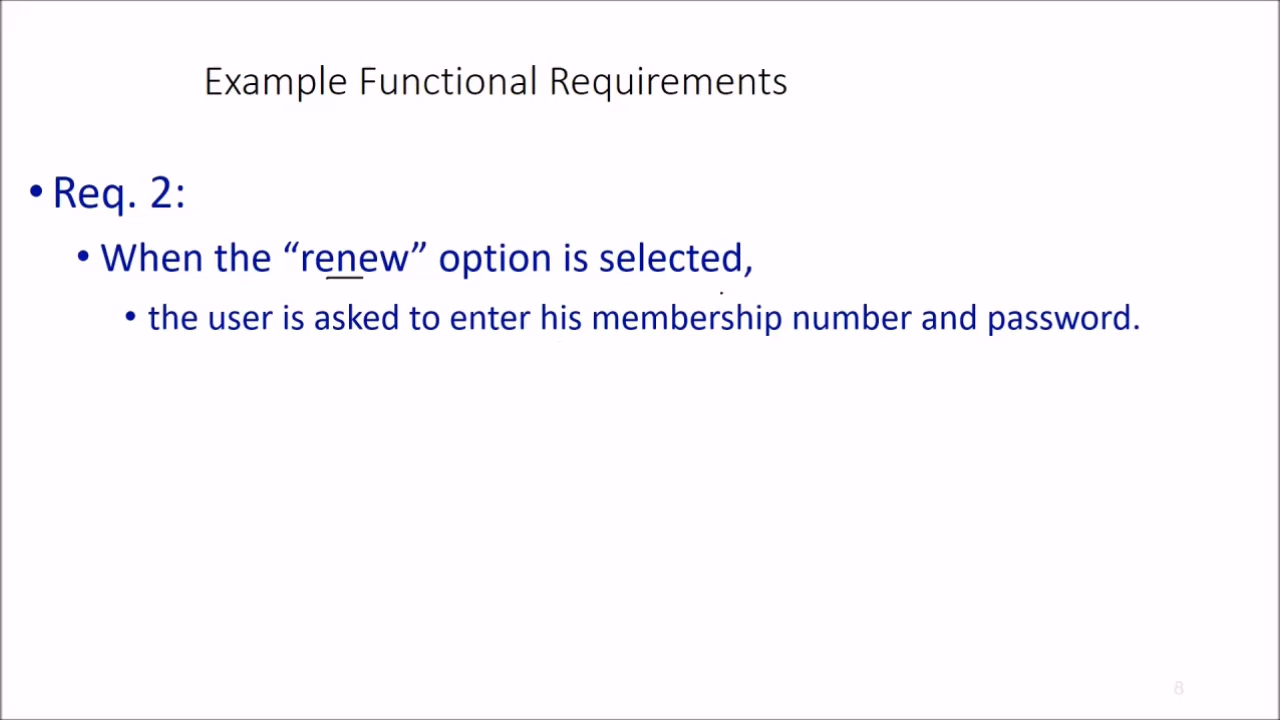 Example Functional Requirements
• Req. 2:
• When the “renew” option is selected,
• the user is asked to enter his membership number and password.
8